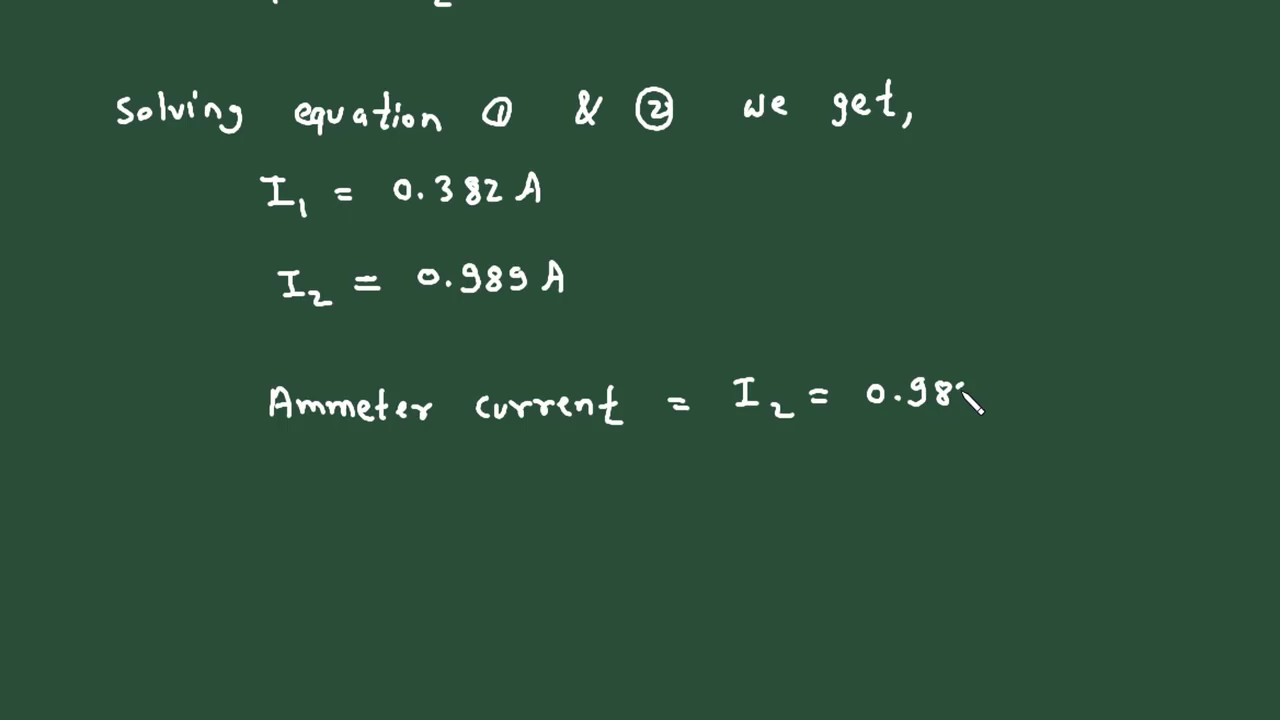 Solving equation ① & ② we get,
I₁ = 0.382 A
I₂ = 0.989 A
Ammeter current = I₂ = 0.98